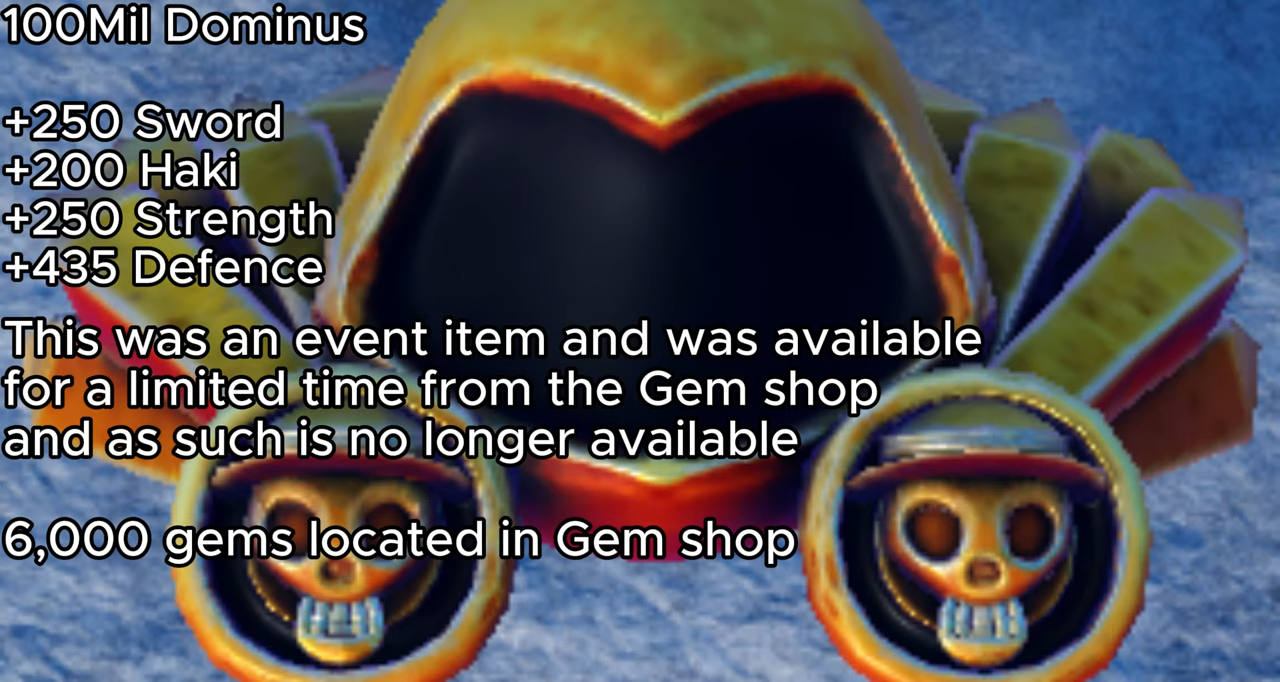 100Mil Dominus
+250 Sword
+200 Haki
+250 Strength
+435 Defence
This was an event item and was available
for a limited time from the Gem shop
and as such is no longer available
6,000 gems located in Gem shop